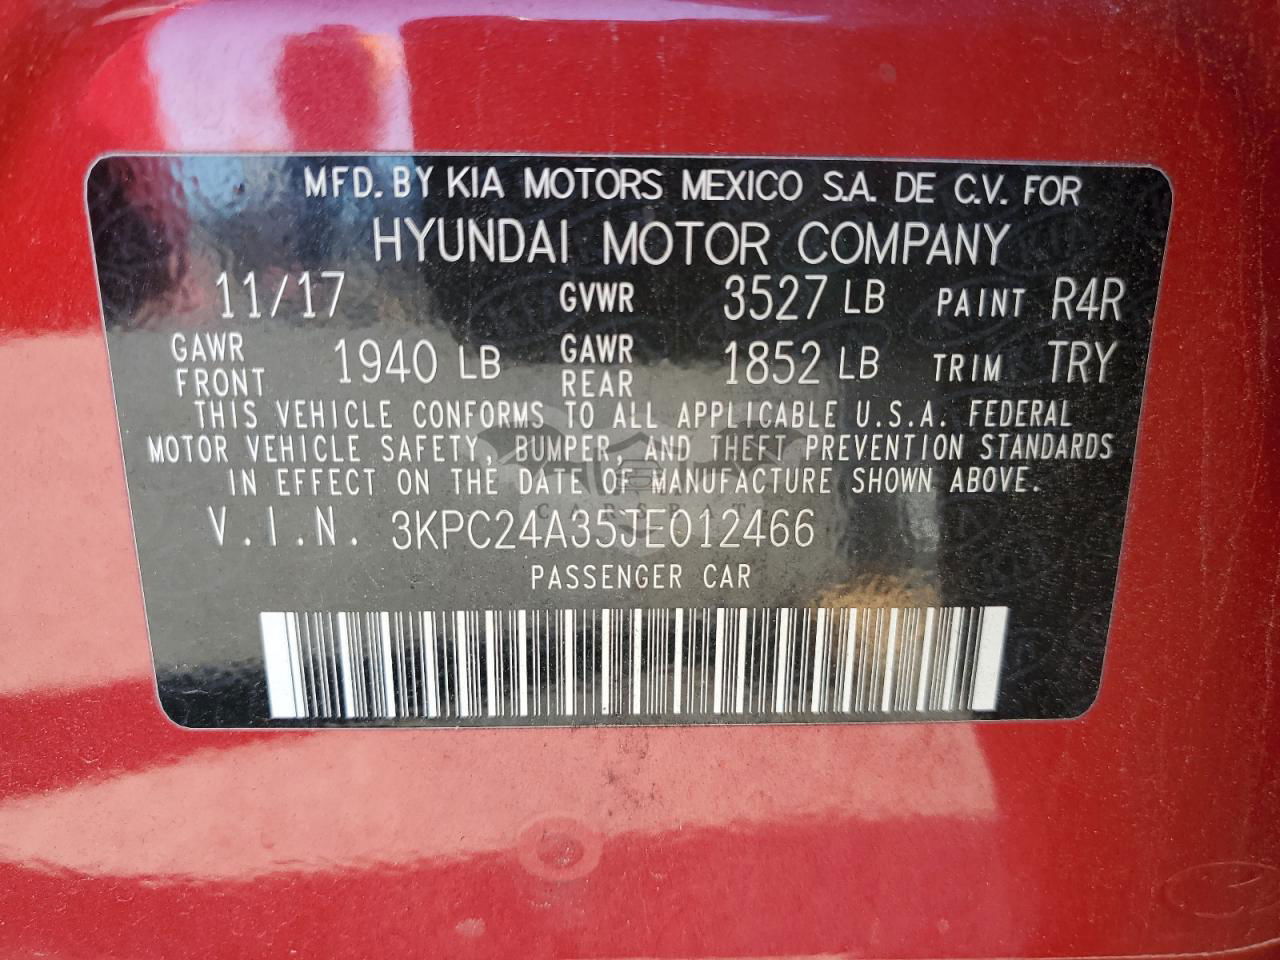 MFD. BY KIA MOTORS MEXICO S.A. DE C.V. FOR
HYUNDAI MOTOR COMPANY
11/17 GVWR 3527 LB PAINT R4R
GAWR FRONT 1940 LB GAWR REAR 1852 LB TRIM TRY
THIS VEHICLE CONFORMS TO ALL APPLICABLE U.S.A. FEDERAL
MOTOR VEHICLE SAFETY, BUMPER, AND THEFT PREVENTION STANDARDS
IN EFFECT ON THE DATE OF MANUFACTURE SHOWN ABOVE.
V.I.N. 3KPC24A35JE012466
PASSENGER CAR